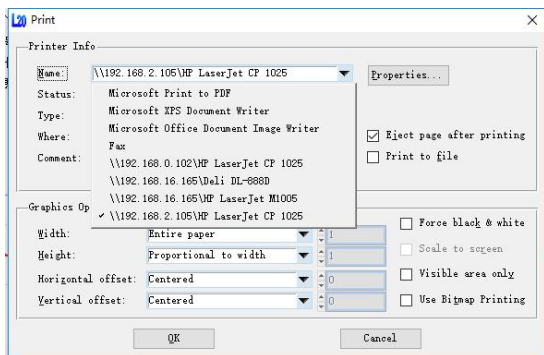 L20 Print
Printer Info
Name: \\192.168.2.105\HP LaserJet CP 1025 Properties...
Status: Microsoft Print to PDF
Microsoft XPS Document Writer
Type: Microsoft Office Document Image Writer
Where: Fax Eject page after printing
Comment: \\192.168.0.102\HP LaserJet CP 1025 Print to file
\\192.168.16.165\Deli DL-888D
\\192.168.16.165\HP LaserJet M1005
Graphics Op \\192.168.2.105\HP LaserJet CP 1025
Width: Entire paper 1 Force black & white
Height: Proportional to width 1 Scale to screen
Horizontal offset: Centered 0 Visible area only
Vertical offset: Centered 0 Use Bitmap Printing
OK Cancel